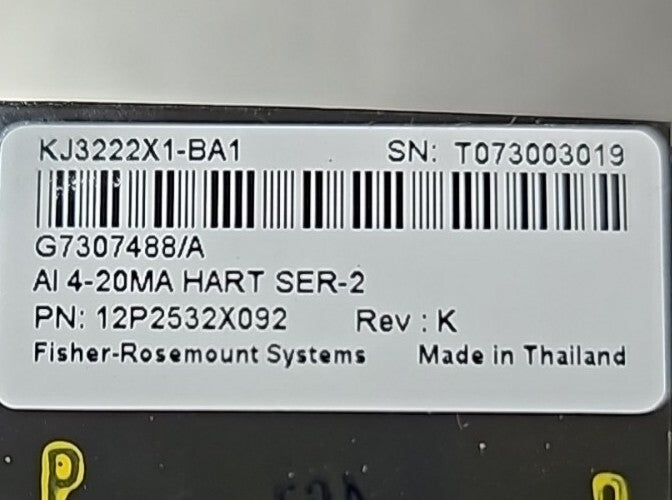 KJ3222X1-BA1 SN: T073003019
G7307488/A
AI 4-20MA HART SER-2
PN: 12P2532X092 Rev : K
Fisher-Rosemount Systems Made in Thailand
P